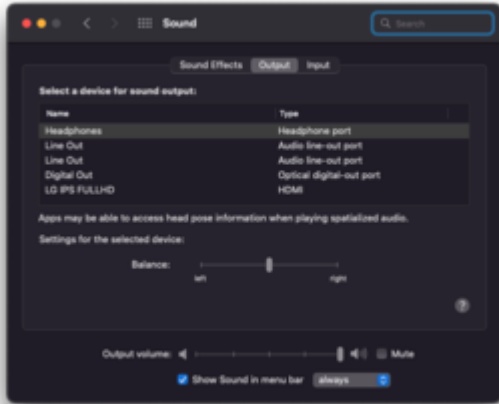 Sound
Search
Sound Effects Output Input
Select a device for sound output:
Name Type
Headphones Headphone port
Line Out Audio line-out port
Line Out Audio line-out port
Digital Out Optical digital-out port
LG IPS FULLHD HDMI
Apps may be able to access head pose information when playing spatialized audio.
Settings for the selected device:
Balance:
left right
?
Output volume: Mute
Show Sound in menu bar always